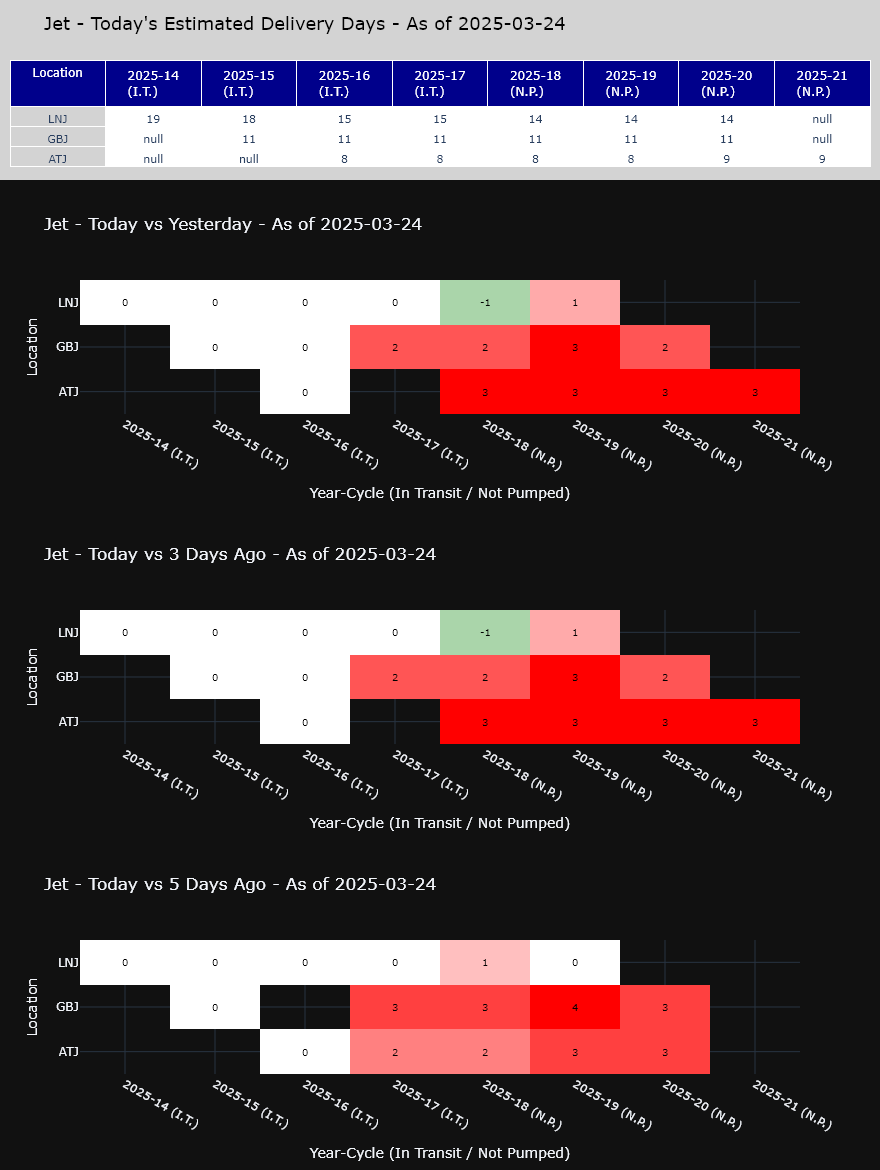 Jet - Today's Estimated Delivery Days - As of 2025-03-24
Location 2025-14 (I.T.) 2025-15 (I.T.) 2025-16 (I.T.) 2025-17 (I.T.) 2025-18 (N.P.) 2025-19 (N.P.) 2025-20 (N.P.) 2025-21 (N.P.)
LNJ 19 18 15 15 14 14 14 null
GBJ null 11 11 11 11 11 11 null
ATJ null null 8 8 8 8 9 9
Jet - Today vs Yesterday - As of 2025-03-24
Location
LNJ 0 0 0 0 -1 1
GBJ 0 0 2 2 3 2
ATJ 0 3 3 3 3
2025-14 (I.T.) 2025-15 (I.T.) 2025-16 (I.T.) 2025-17 (I.T.) 2025-18 (N.P.) 2025-19 (N.P.) 2025-20 (N.P.) 2025-21 (N.P.)
Year-Cycle (In Transit / Not Pumped)
Jet - Today vs 3 Days Ago - As of 2025-03-24
Location
LNJ 0 0 0 0 -1 1
GBJ 0 0 2 2 3 2
ATJ 0 3 3 3 3
2025-14 (I.T.) 2025-15 (I.T.) 2025-16 (I.T.) 2025-17 (I.T.) 2025-18 (N.P.) 2025-19 (N.P.) 2025-20 (N.P.) 2025-21 (N.P.)
Year-Cycle (In Transit / Not Pumped)
Jet - Today vs 5 Days Ago - As of 2025-03-24
Location
LNJ 0 0 0 0 1 0
GBJ 0 3 3 4 3
ATJ 0 2 2 3 3
2025-14 (I.T.) 2025-15 (I.T.) 2025-16 (I.T.) 2025-17 (I.T.) 2025-18 (N.P.) 2025-19 (N.P.) 2025-20 (N.P.) 2025-21 (N.P.)
Year-Cycle (In Transit / Not Pumped)